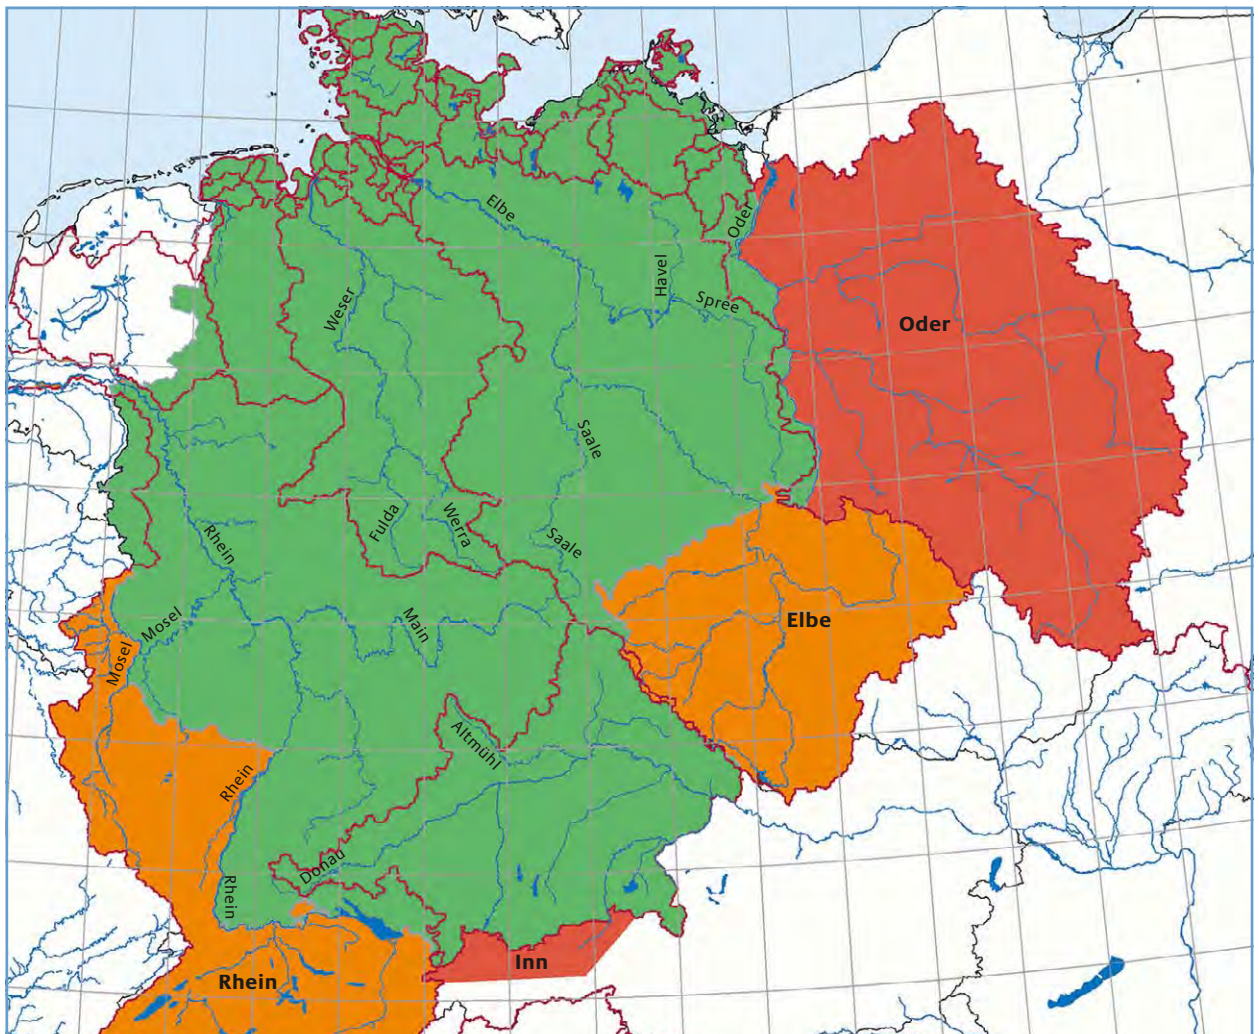 Elbe
Oder
Havel
Spree
Weser
Oder
Saale
Fulda
Werra
Rhein
Saale
Main
Mosel
Elbe
Mosel
Altmühl
Rhein
Donau
Rhein
Inn
Rhein